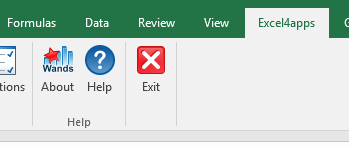 Formulas Data Review View Excel4apps
Wands
tions About Help Exit
Help